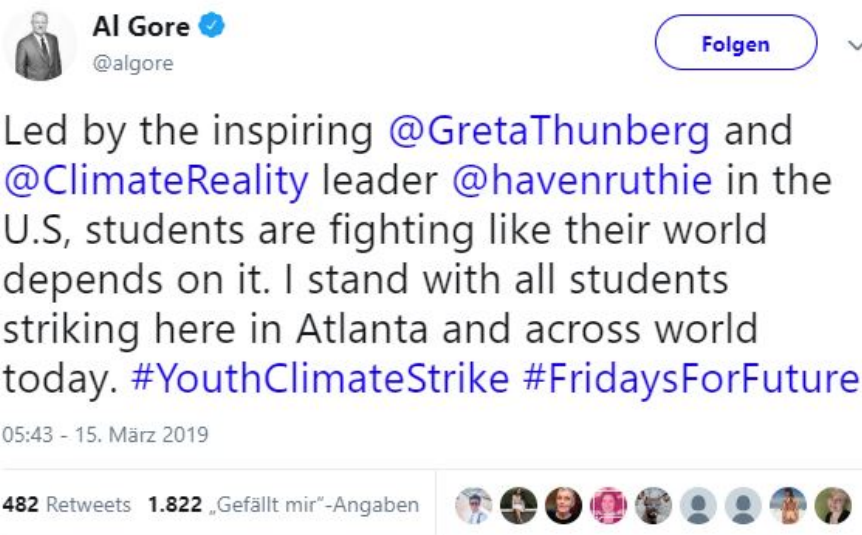 Al Gore
@algore
Folgen
Led by the inspiring @GretaThunberg and
@ClimateReality leader @havenruthie in the
U.S, students are fighting like their world
depends on it. I stand with all students
striking here in Atlanta and across world
today. #YouthClimateStrike #FridaysForFuture
05:43 - 15. März 2019
482 Retweets 1.822 „Gefällt mir“-Angaben